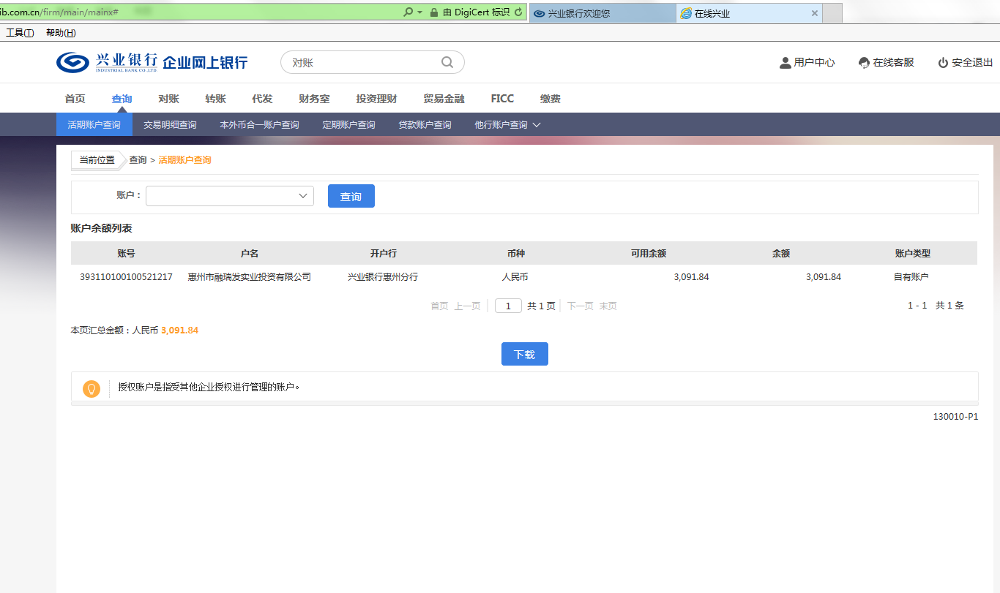 ib.com.cn/firm/main/mainx# 由 DigiCert 标识 兴业银行欢迎您 在线兴业
工具(T) 帮助(H)
兴业银行 企业网上银行 对账 用户中心 在线客服 安全退出
INDUSTRIAL BANK CO.,LTD.
首页 查询 对账 转账 代发 财务室 投资理财 贸易金融 FICC 缴费
活期账户查询 交易明细查询 本外币合一账户查询 定期账户查询 贷款账户查询 他行账户查询
当前位置 查询 > 活期账户查询
账户： 查询
账户余额列表
账号 户名 开户行 币种 可用余额 余额 账户类型
393110100100521217 惠州市融瑞发实业投资有限公司 兴业银行惠州分行 人民币 3,091.84 3,091.84 自有账户
首页 上一页 1 共 1 页 下一页 末页 1 - 1 共 1 条
本页汇总金额：人民币 3,091.84
下载
授权账户是指受其他企业授权进行管理的账户。
130010-P1